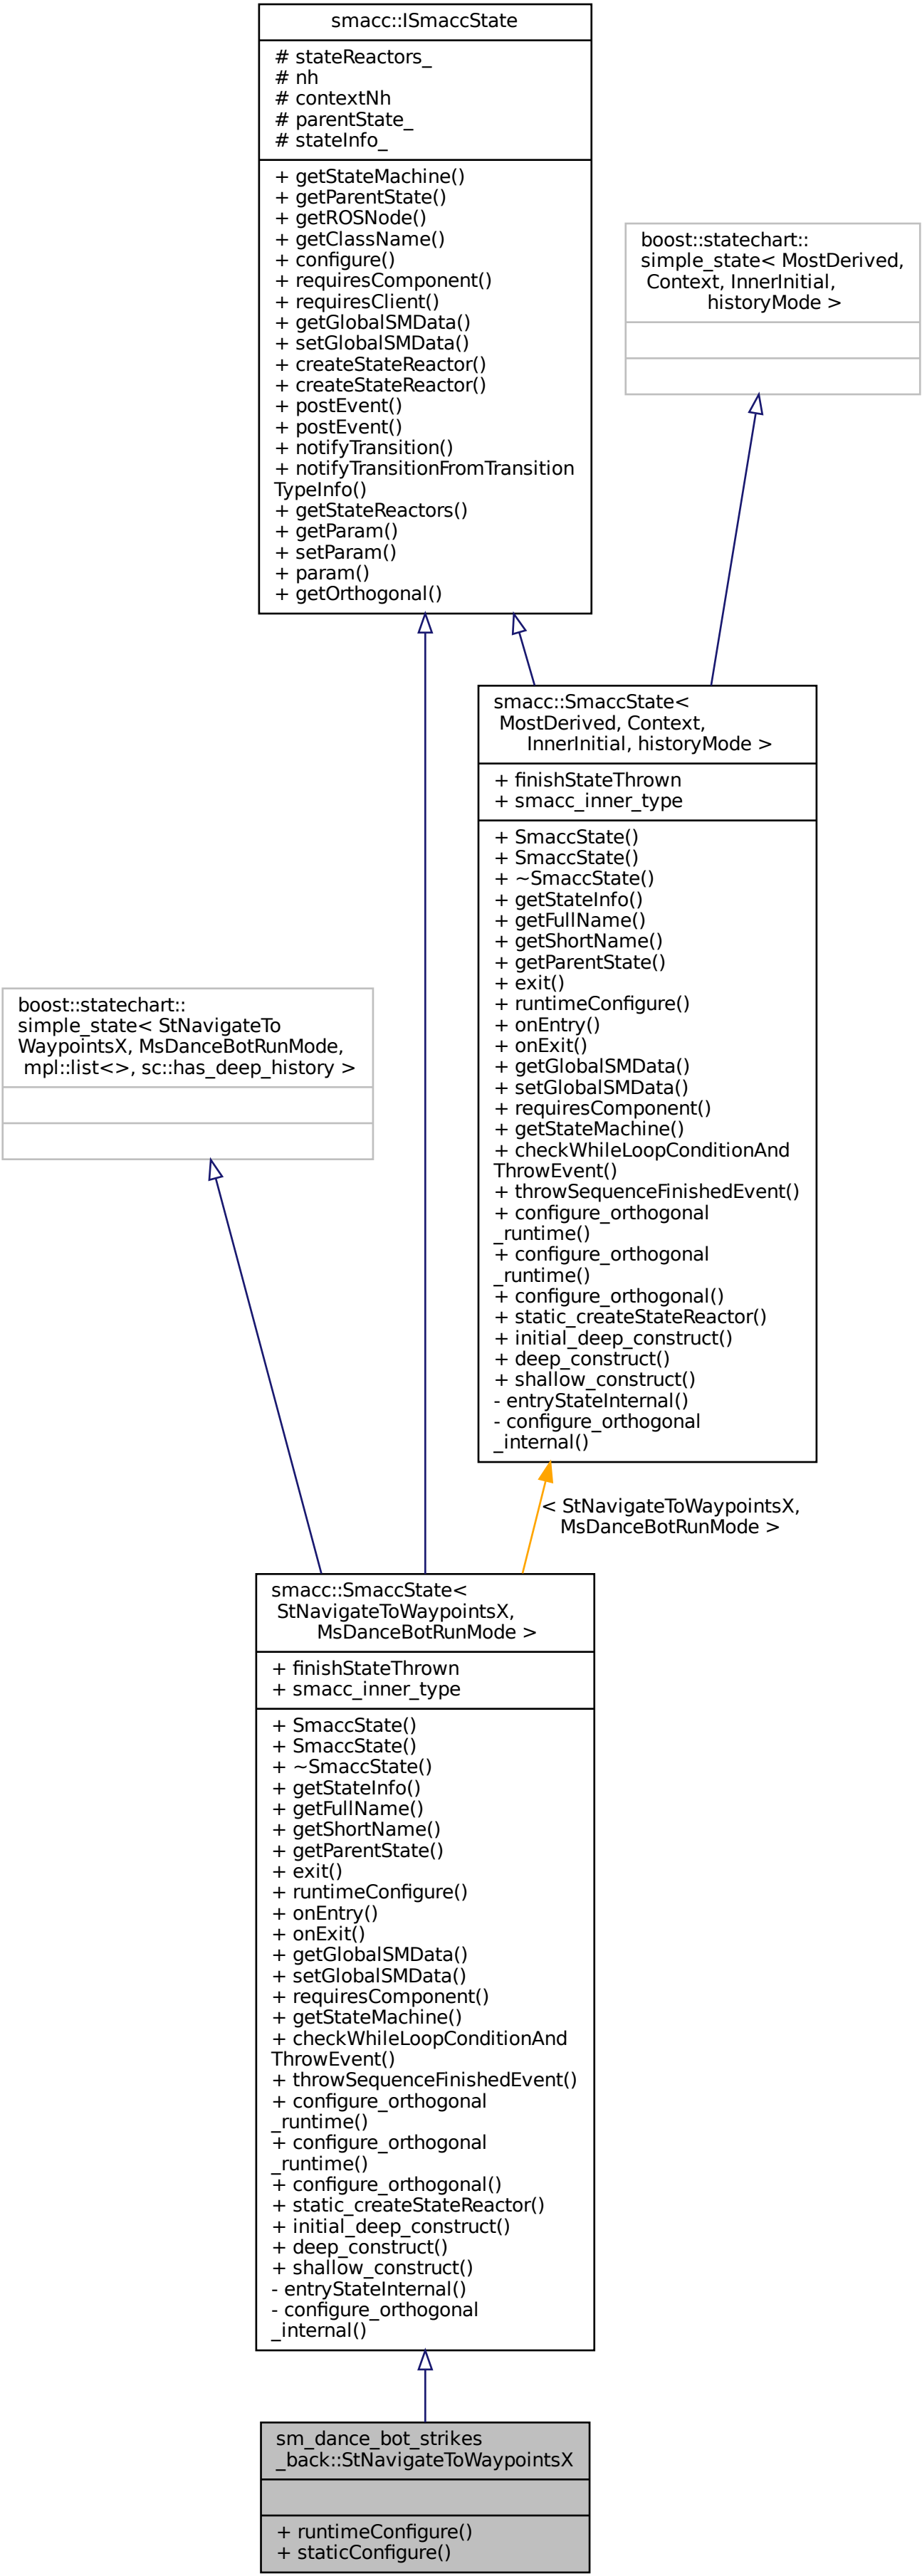 smacc::ISmaccState
# stateReactors_
# nh
# contextNh
# parentState_
# stateInfo_
+ getStateMachine()
+ getParentState()
+ getROSNode()
+ getClassName()
+ configure()
+ requiresComponent()
+ requiresClient()
+ getGlobalSMData()
+ setGlobalSMData()
+ createStateReactor()
+ createStateReactor()
+ postEvent()
+ postEvent()
+ notifyTransition()
+ notifyTransitionFromTransition
TypeInfo()
+ getStateReactors()
+ getParam()
+ setParam()
+ param()
+ getOrthogonal()
boost::statechart::
simple_state< MostDerived,
Context, InnerInitial,
historyMode >
smacc::SmaccState<
MostDerived, Context,
InnerInitial, historyMode >
+ finishStateThrown
+ smacc_inner_type
+ SmaccState()
+ SmaccState()
+ ~SmaccState()
+ getStateInfo()
+ getFullName()
+ getShortName()
+ getParentState()
+ exit()
+ runtimeConfigure()
+ onEntry()
+ onExit()
+ getGlobalSMData()
+ setGlobalSMData()
+ requiresComponent()
+ getStateMachine()
+ checkWhileLoopConditionAnd
ThrowEvent()
+ throwSequenceFinishedEvent()
+ configure_orthogonal
_runtime()
+ configure_orthogonal
_runtime()
+ configure_orthogonal()
+ static_createStateReactor()
+ initial_deep_construct()
+ deep_construct()
+ shallow_construct()
- entryStateInternal()
- configure_orthogonal
_internal()
boost::statechart::
simple_state< StNavigateTo
WaypointsX, MsDanceBotRunMode,
mpl::list<>, sc::has_deep_history >
< StNavigateToWaypointsX,
MsDanceBotRunMode >
smacc::SmaccState<
StNavigateToWaypointsX,
MsDanceBotRunMode >
+ finishStateThrown
+ smacc_inner_type
+ SmaccState()
+ SmaccState()
+ ~SmaccState()
+ getStateInfo()
+ getFullName()
+ getShortName()
+ getParentState()
+ exit()
+ runtimeConfigure()
+ onEntry()
+ onExit()
+ getGlobalSMData()
+ setGlobalSMData()
+ requiresComponent()
+ getStateMachine()
+ checkWhileLoopConditionAnd
ThrowEvent()
+ throwSequenceFinishedEvent()
+ configure_orthogonal
_runtime()
+ configure_orthogonal
_runtime()
+ configure_orthogonal()
+ static_createStateReactor()
+ initial_deep_construct()
+ deep_construct()
+ shallow_construct()
- entryStateInternal()
- configure_orthogonal
_internal()
sm_dance_bot_strikes
_back::StNavigateToWaypointsX
+ runtimeConfigure()
+ staticConfigure()